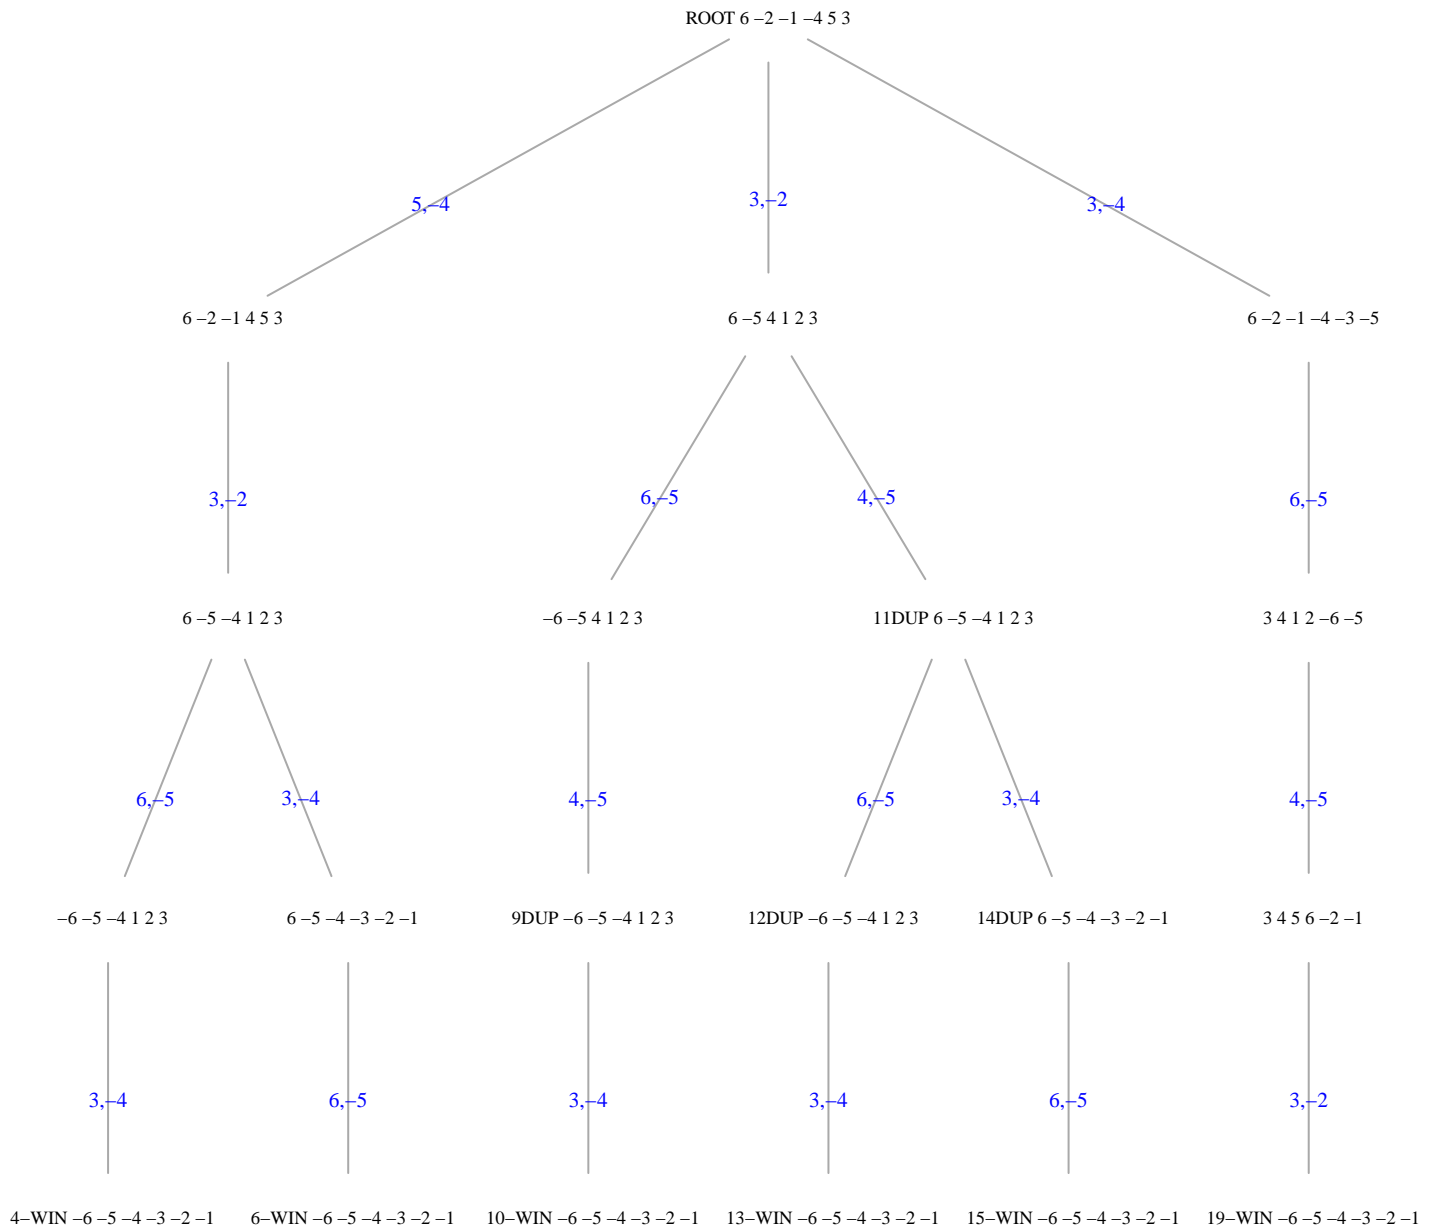 ROOT 6 –2 –1 –4 5 3
5,–4 3,–2 3,–4
6 –2 –1 4 5 3 6 –5 4 1 2 3 6 –2 –1 –4 –3 –5
3,–2 6,–5 4,–5 6,–5
6 –5 –4 1 2 3 –6 –5 4 1 2 3 11DUP 6 –5 –4 1 2 3 3 4 1 2 –6 –5
6,–5 3,–4 4,–5 6,–5 3,–4 4,–5
–6 –5 –4 1 2 3 6 –5 –4 –3 –2 –1 9DUP –6 –5 –4 1 2 3 12DUP –6 –5 –4 1 2 3 14DUP 6 –5 –4 –3 –2 –1 3 4 5 6 –2 –1
3,–4 6,–5 3,–4 3,–4 6,–5 3,–2
4–WIN –6 –5 –4 –3 –2 –1 6–WIN –6 –5 –4 –3 –2 –1 10–WIN –6 –5 –4 –3 –2 –1 13–WIN –6 –5 –4 –3 –2 –1 15–WIN –6 –5 –4 –3 –2 –1 19–WIN –6 –5 –4 –3 –2 –1